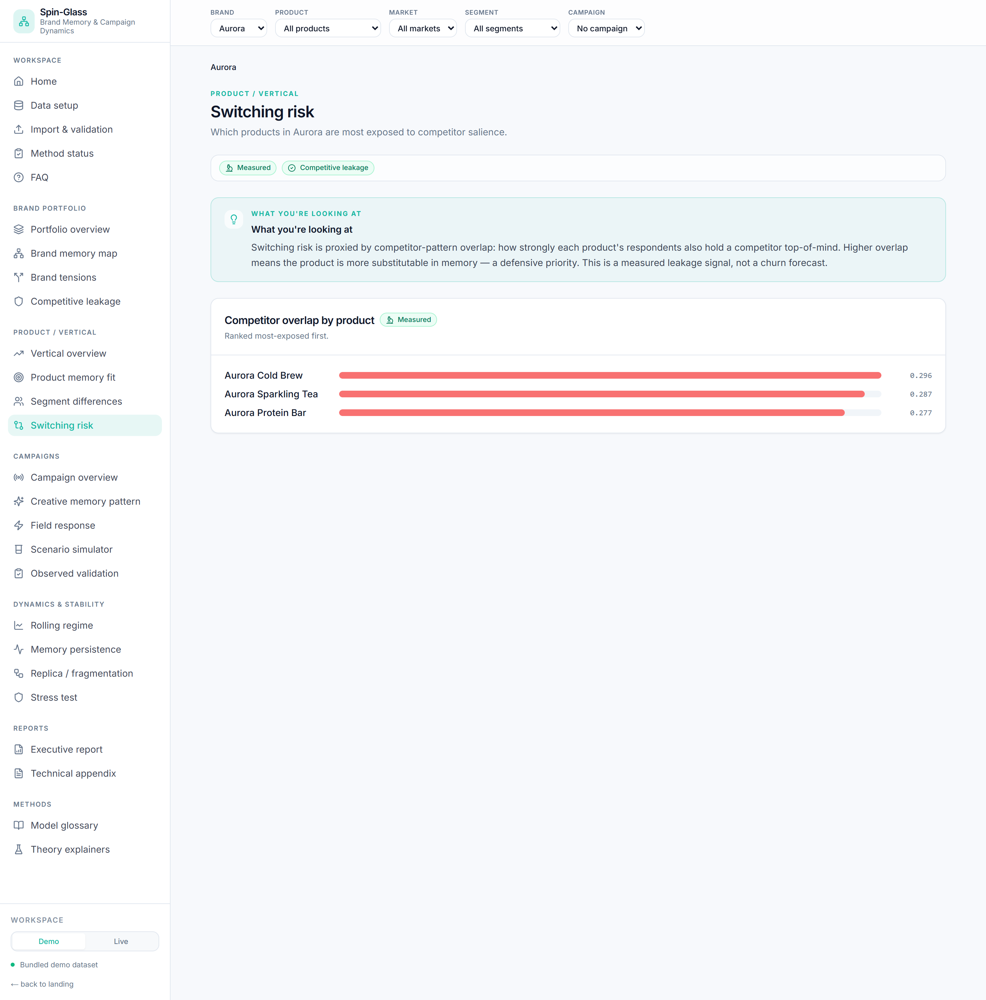 Spin-Glass
Brand Memory & Campaign
Dynamics
WORKSPACE
Home
Data setup
Import & validation
Method status
FAQ
BRAND PORTFOLIO
Portfolio overview
Brand memory map
Brand tensions
Competitive leakage
PRODUCT / VERTICAL
Vertical overview
Product memory fit
Segment differences
Switching risk
CAMPAIGNS
Campaign overview
Creative memory pattern
Field response
Scenario simulator
Observed validation
DYNAMICS & STABILITY
Rolling regime
Memory persistence
Replica / fragmentation
Stress test
REPORTS
Executive report
Technical appendix
METHODS
Model glossary
Theory explainers
WORKSPACE
Demo Live
Bundled demo dataset
← back to landing
BRAND PRODUCT MARKET SEGMENT CAMPAIGN
Aurora All products All markets All segments No campaign
Aurora
PRODUCT / VERTICAL
Switching risk
Which products in Aurora are most exposed to competitor salience.
Measured Competitive leakage
WHAT YOU'RE LOOKING AT
What you're looking at
Switching risk is proxied by competitor-pattern overlap: how strongly each product's respondents also hold a competitor top-of-mind. Higher overlap
means the product is more substitutable in memory — a defensive priority. This is a measured leakage signal, not a churn forecast.
Competitor overlap by product Measured
Ranked most-exposed first.
Aurora Cold Brew 0.296
Aurora Sparkling Tea 0.287
Aurora Protein Bar 0.277